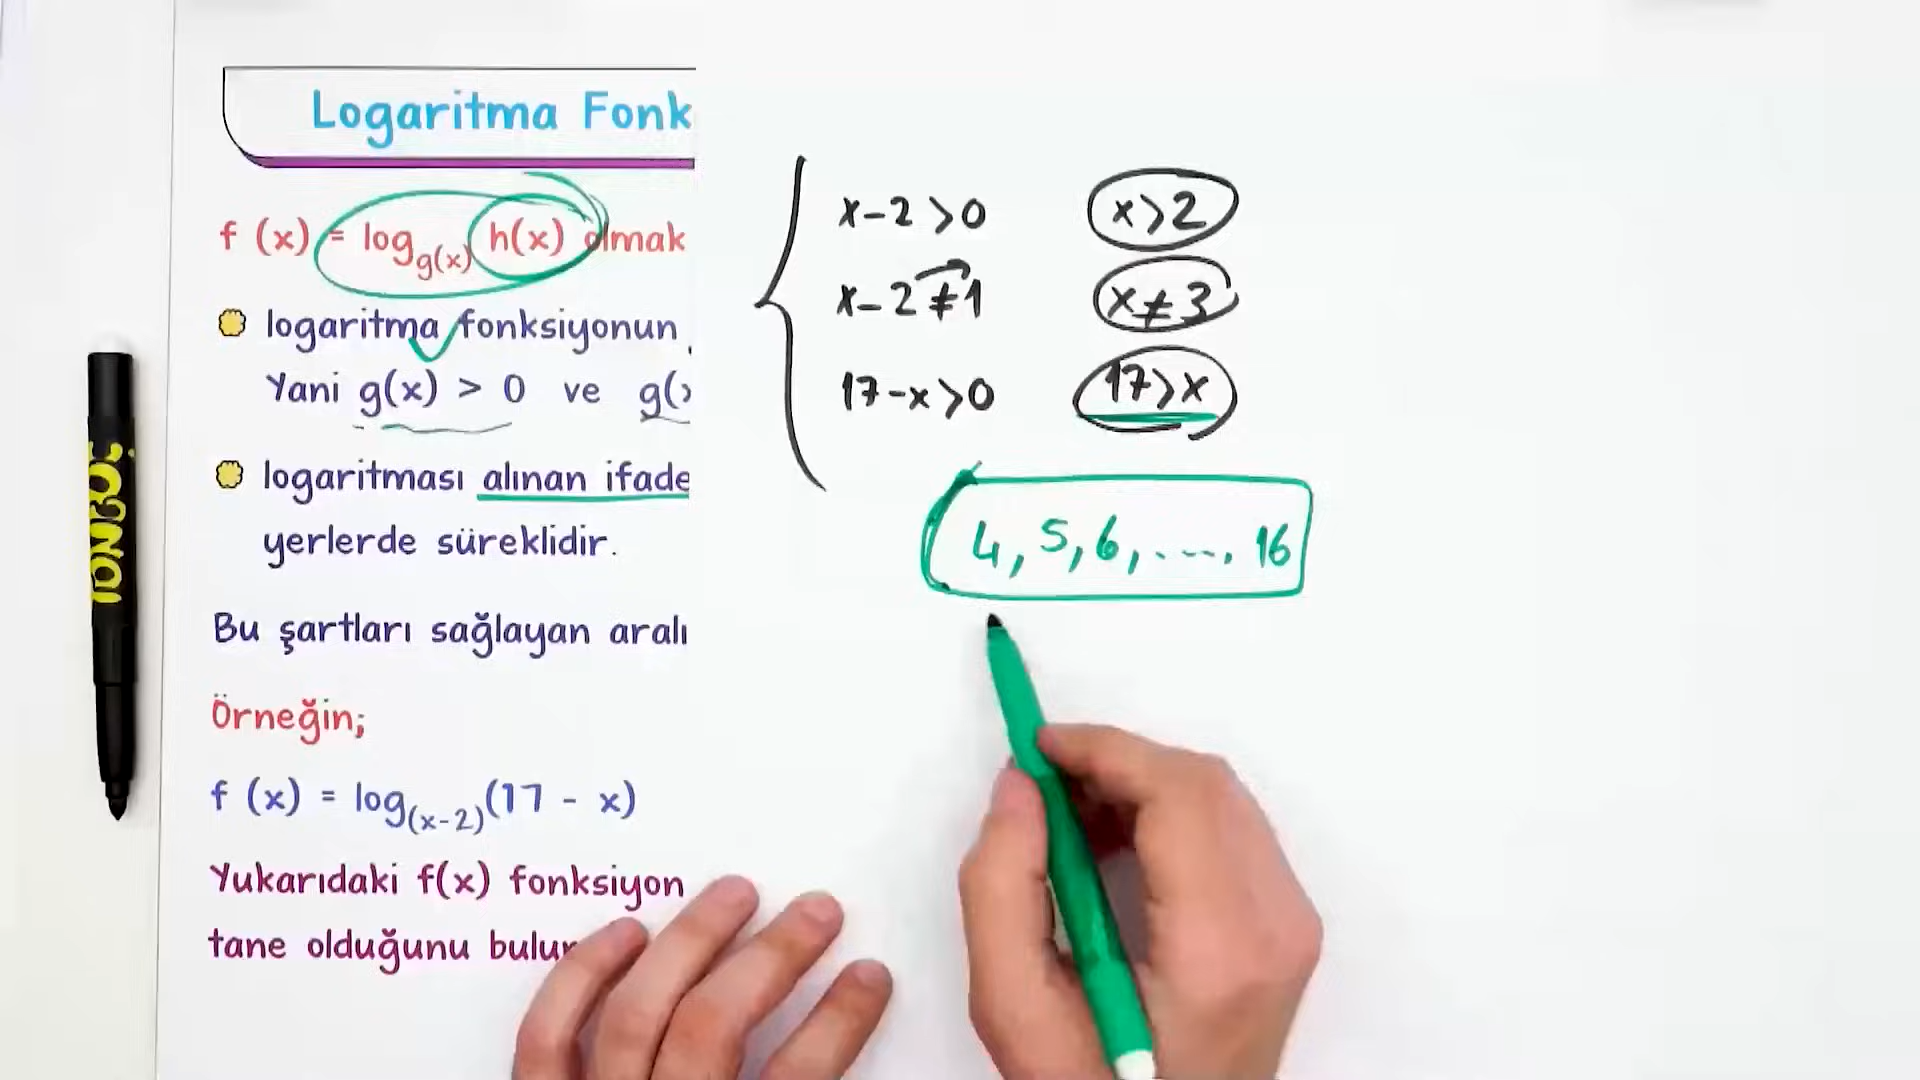 Logaritma Fonk
f (x) = log_g(x) h(x) olmak
logaritma fonksiyonun
Yani g(x) > 0 ve g(x
logaritması alınan ifade
yerlerde süreklidir.
Bu şartları sağlayan aralı
Örneğin;
f (x) = log_(x-2)(17 - x)
Yukarıdaki f(x) fonksiyon
tane olduğunu bulu
x-2>0 x>2
x-2≠1 x≠3
17-x>0 17>x
4, 5, 6, ...., 16
TONGUÇ